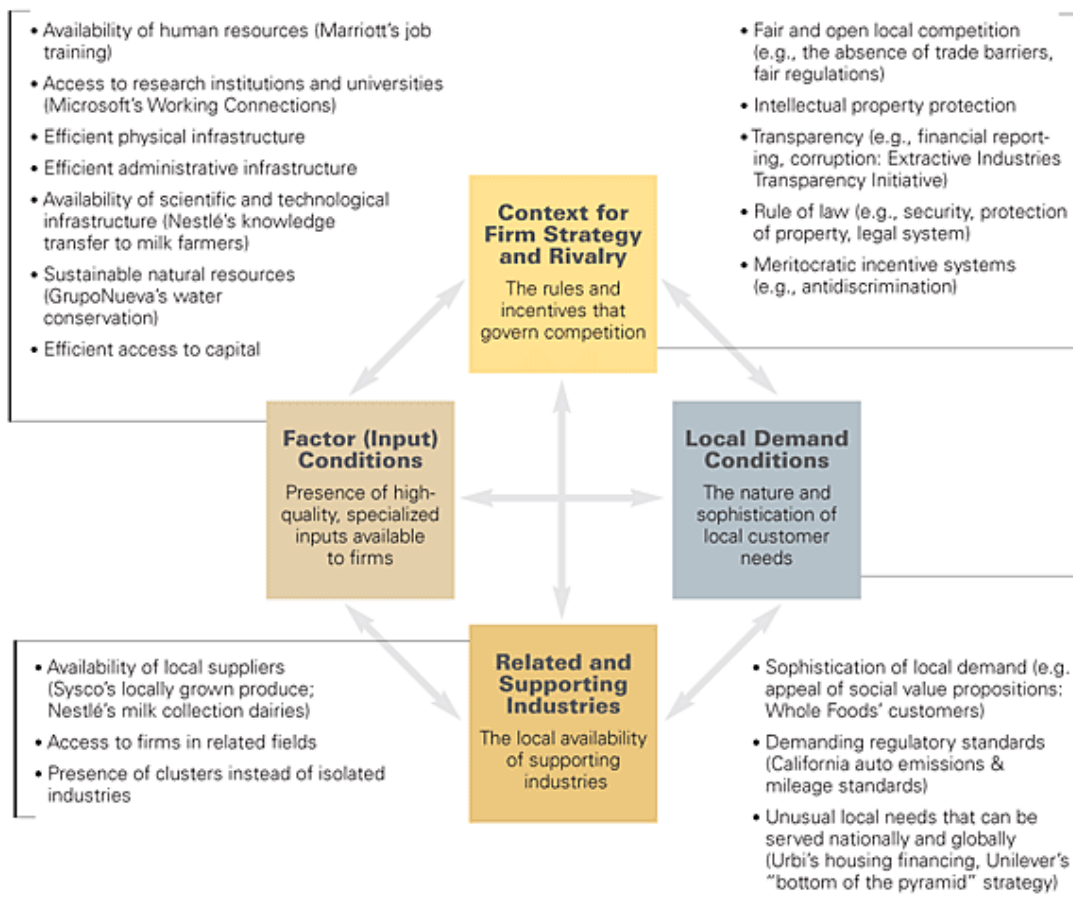 • Availability of human resources (Marriott's job
training)
• Access to research institutions and universities
(Microsoft's Working Connections)
• Efficient physical infrastructure
• Efficient administrative infrastructure
• Availability of scientific and technological
infrastructure (Nestlé's knowledge
transfer to milk farmers)
• Sustainable natural resources
(GrupoNueva's water
conservation)
• Efficient access to capital
• Fair and open local competition
(e.g., the absence of trade barriers,
fair regulations)
• Intellectual property protection
• Transparency (e.g., financial report-
ing, corruption: Extractive Industries
Transparency Initiative)
• Rule of law (e.g., security, protection
of property, legal system)
• Meritocratic incentive systems
(e.g., antidiscrimination)
Context for
Firm Strategy
and Rivalry
The rules and
incentives that
govern competition
Factor (Input)
Conditions
Presence of high-
quality, specialized
inputs available
to firms
Local Demand
Conditions
The nature and
sophistication of
local customer
needs
Related and
Supporting
Industries
The local availability
of supporting
industries
• Availability of local suppliers
(Sysco's locally grown produce;
Nestlé's milk collection dairies)
• Access to firms in related fields
• Presence of clusters instead of isolated
industries
• Sophistication of local demand (e.g.
appeal of social value propositions:
Whole Foods' customers)
• Demanding regulatory standards
(California auto emissions &
mileage standards)
• Unusual local needs that can be
served nationally and globally
(Urbi's housing financing, Unilever's
"bottom of the pyramid" strategy)